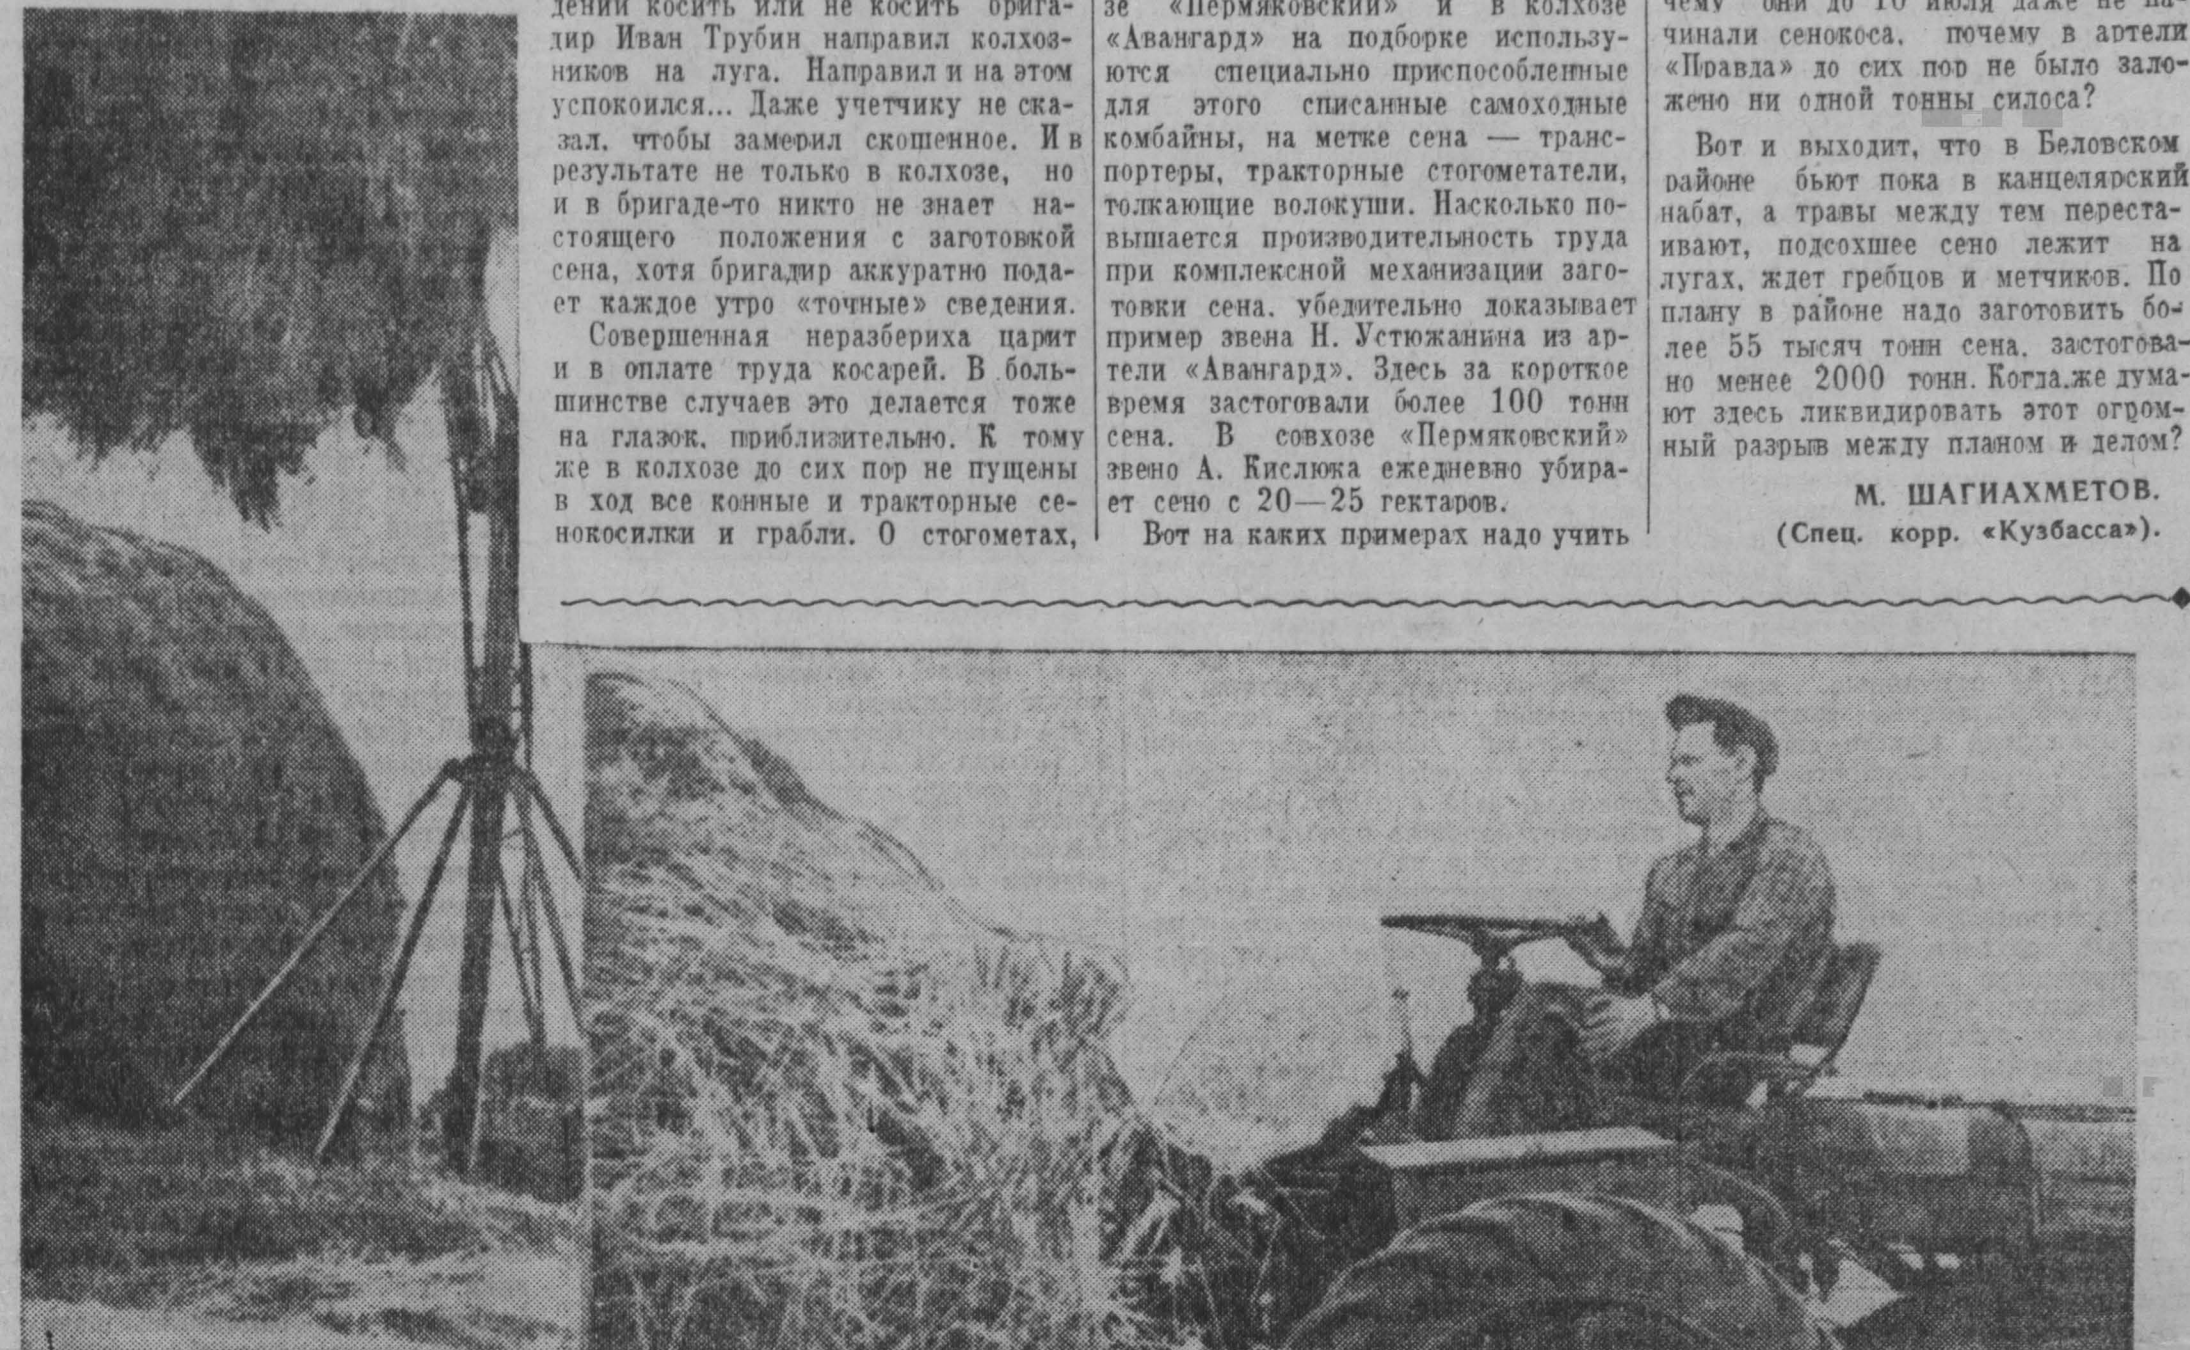 дении косить или не косить брига-
дир Иван Трубин направил колхоз-
ников на луга. Направил и на этом
успокоился... Даже учетчику не ска-
зал, чтобы замерил скошенное. И в
результате не только в колхозе, но
и в бригаде-то никто не знает на-
стоящего положения с заготовкой
сена, хотя бригадир аккуратно пода-
ет каждое утро «точные» сведения.
Совершенная неразбериха царит
и в оплате труда косарей. В боль-
шинстве случаев это делается тоже
на глазок, приблизительно. К тому
же в колхозе до сих пор не пущены
в ход все конные и тракторные се-
нокосилки и грабли. О стогометах,
зе «Пермяковский» и в колхозе
«Авангард» на подборке использу-
ются специально приспособленные
для этого списанные самоходные
комбайны, на метке сена — транс-
портеры, тракторные стогометатели,
толкающие волокуши. Насколько по-
вышается производительность труда
при комплексной механизации заго-
товки сена, убедительно доказывает
пример звена Н. Устюжанина из ар-
тели «Авангард». Здесь за короткое
время застоговали более 100 тонн
сена. В совхозе «Пермяковский»
звено А. Кислюка ежедневно убира-
ет сено с 20—25 гектаров.
Вот на каких примерах надо учить
чему они до 10 июля даже не на-
чинали сенокоса, почему в артели
«Правда» до сих пор не было зало-
жено ни одной тонны силоса?
Вот и выходит, что в Беловском
районе бьют пока в канцелярский
набат, а травы между тем переста-
ивают, подсохшее сено лежит на
лугах, ждет гребцов и метчиков. По
плану в районе надо заготовить бо-
лее 55 тысяч тонн сена, застогова-
но менее 2000 тонн. Когда же дума-
ют здесь ликвидировать этот огром-
ный разрыв между планом и делом?
М. ШАГИАХМЕТОВ.
(Спец. корр. «Кузбасса»).